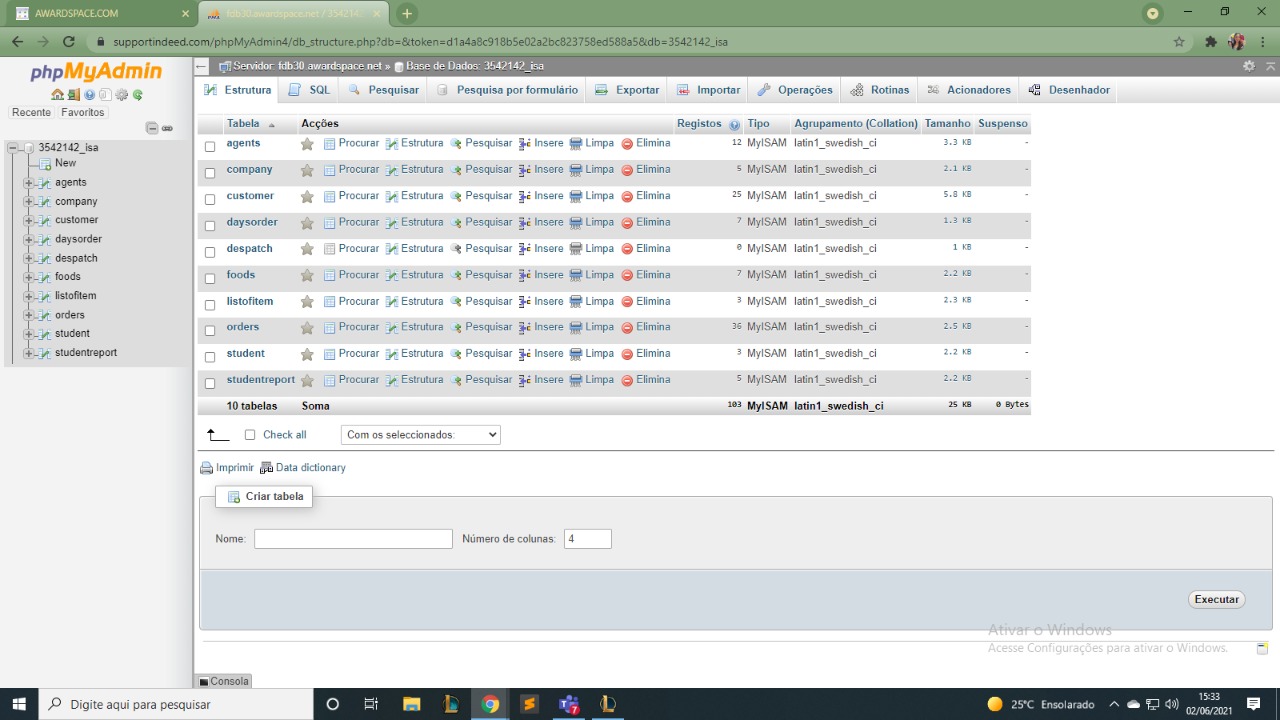 AWARDSPACE.COM
fdb30.awardspace.net / 3542142_
supportindeed.com/phpMyAdmin4/db_structure.php?db=&token=d1a4a8c918b5e02a2bc823758ed588a5&db=3542142_isa
phpMyAdmin
Recente Favoritos
3542142_isa
New
agents
company
customer
daysorder
despatch
foods
listofitem
orders
student
studentreport
Servidor: fdb30.awardspace.net » Base de Dados: 3542142_isa
Estrutura SQL Pesquisar Pesquisa por formulário Exportar Importar Operações Rotinas Acionadores Desenhador
Tabela Acções Registos Tipo Agrupamento (Collation) Tamanho Suspenso
agents Procurar Estrutura Pesquisar Insere Limpa Elimina 12 MyISAM latin1_swedish_ci 3.3 KB -
company Procurar Estrutura Pesquisar Insere Limpa Elimina 5 MyISAM latin1_swedish_ci 2.1 KB -
customer Procurar Estrutura Pesquisar Insere Limpa Elimina 25 MyISAM latin1_swedish_ci 5.8 KB -
daysorder Procurar Estrutura Pesquisar Insere Limpa Elimina 7 MyISAM latin1_swedish_ci 1.3 KB -
despatch Procurar Estrutura Pesquisar Insere Limpa Elimina 0 MyISAM latin1_swedish_ci 1 KB -
foods Procurar Estrutura Pesquisar Insere Limpa Elimina 7 MyISAM latin1_swedish_ci 2.2 KB -
listofitem Procurar Estrutura Pesquisar Insere Limpa Elimina 3 MyISAM latin1_swedish_ci 2.3 KB -
orders Procurar Estrutura Pesquisar Insere Limpa Elimina 36 MyISAM latin1_swedish_ci 2.5 KB -
student Procurar Estrutura Pesquisar Insere Limpa Elimina 3 MyISAM latin1_swedish_ci 2.2 KB -
studentreport Procurar Estrutura Pesquisar Insere Limpa Elimina 5 MyISAM latin1_swedish_ci 2.2 KB -
10 tabelas Soma 103 MyISAM latin1_swedish_ci 25 KB 0 Bytes
Check all Com os seleccionados:
Imprimir Data dictionary
Criar tabela
Nome: Número de colunas: 4
Executar
Ativar o Windows
Acesse Configurações para ativar o Windows.
Consola
Digite aqui para pesquisar
7
25°C Ensolarado
15:33
02/06/2021